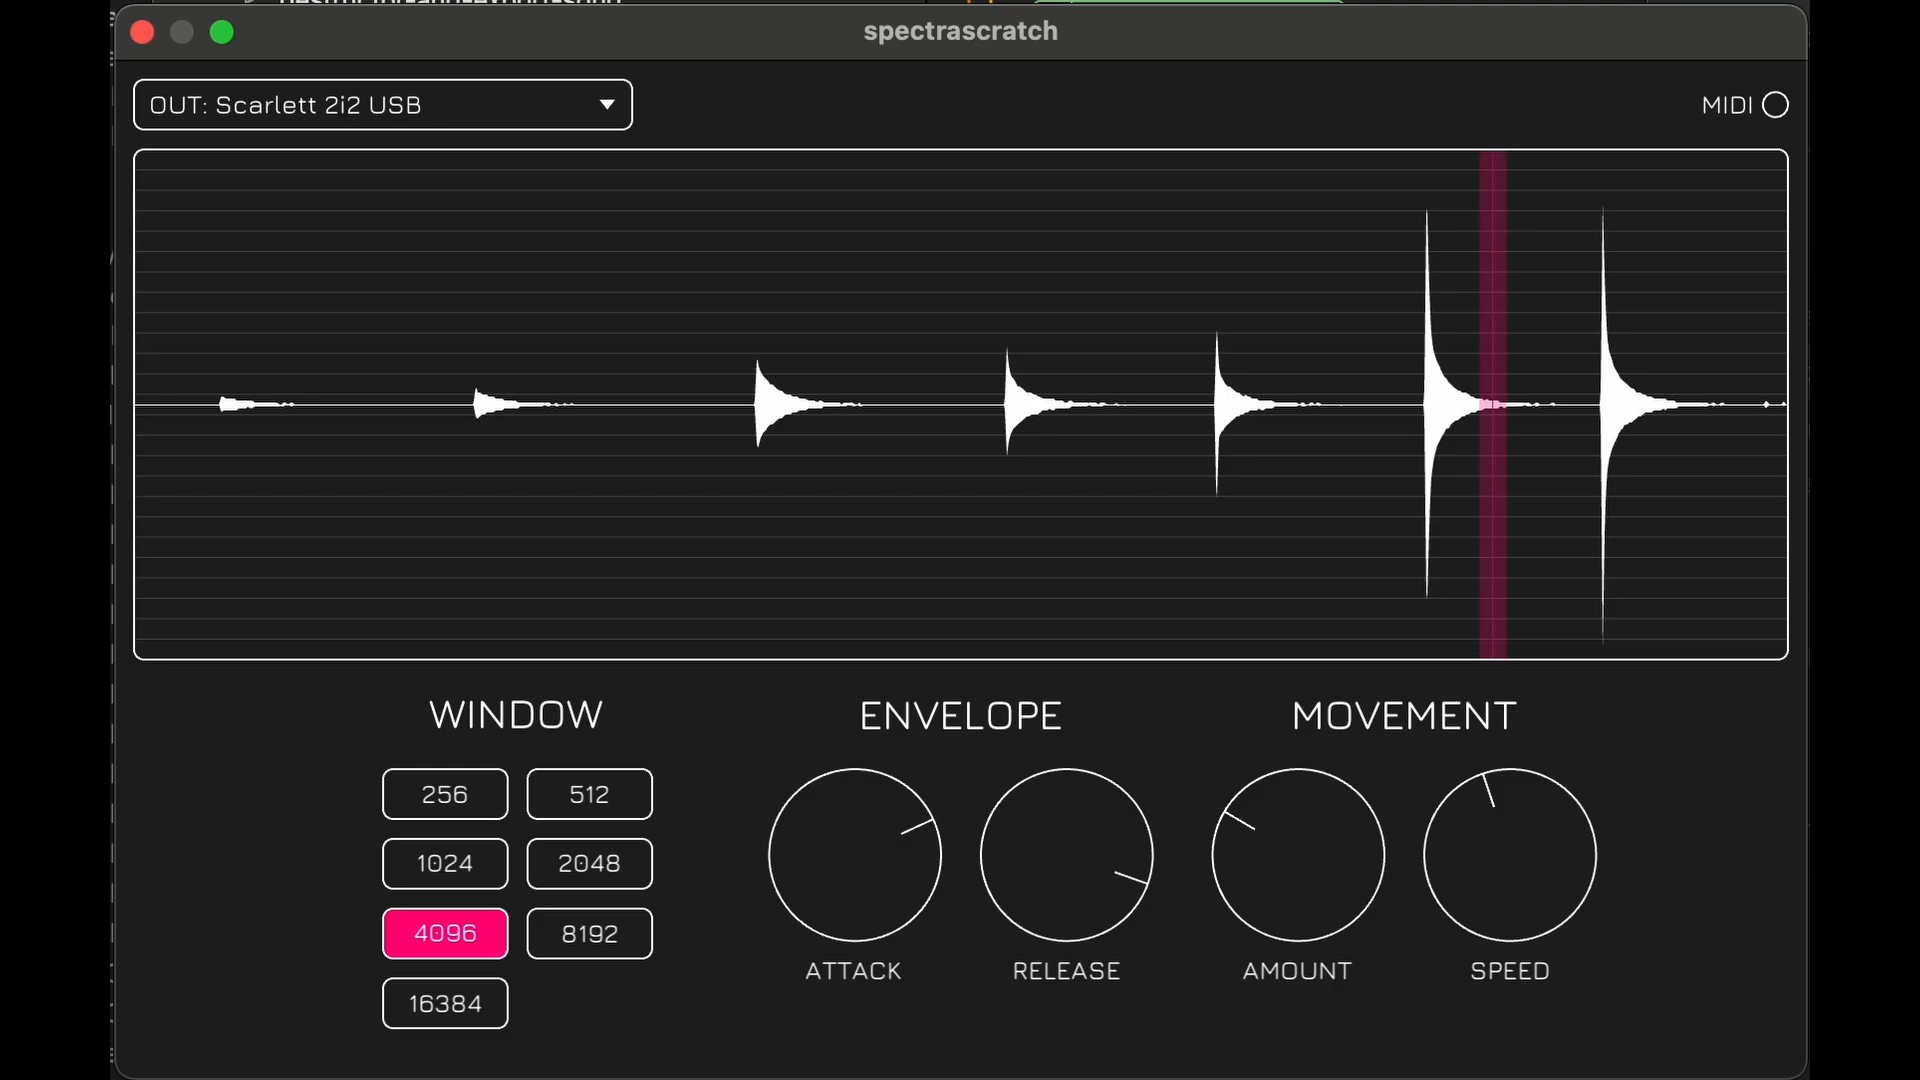 spectrascratch
OUT: Scarlett 2i2 USB
MIDI
WINDOW
ENVELOPE
MOVEMENT
256
512
1024
2048
4096
8192
16384
ATTACK
RELEASE
AMOUNT
SPEED